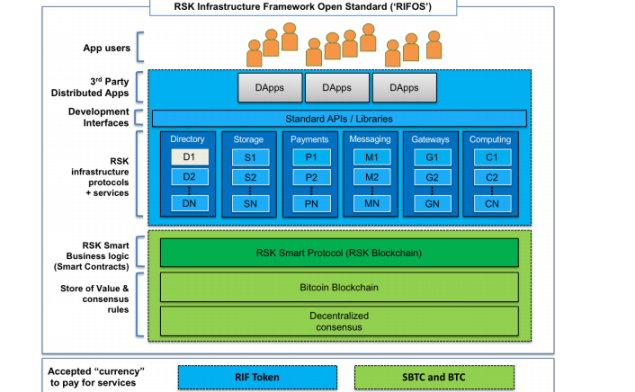 RSK Infrastructure Framework Open Standard ('RIFOS')
App users
3rd Party
Distributed Apps
DApps DApps DApps
Development
Interfaces
Standard APIs / Libraries
RSK
infrastructure
protocols
+ services
Directory Storage Payments Messaging Gateways Computing
D1 S1 P1 M1 G1 C1
D2 S2 P2 M2 G2 C2
DN SN PN MN GN CN
RSK Smart
Business logic
(Smart Contracts)
RSK Smart Protocol (RSK Blockchain)
Store of Value &
consensus
rules
Bitcoin Blockchain
Decentralized
consensus
Accepted "currency"
to pay for services
RIF Token
SBTC and BTC